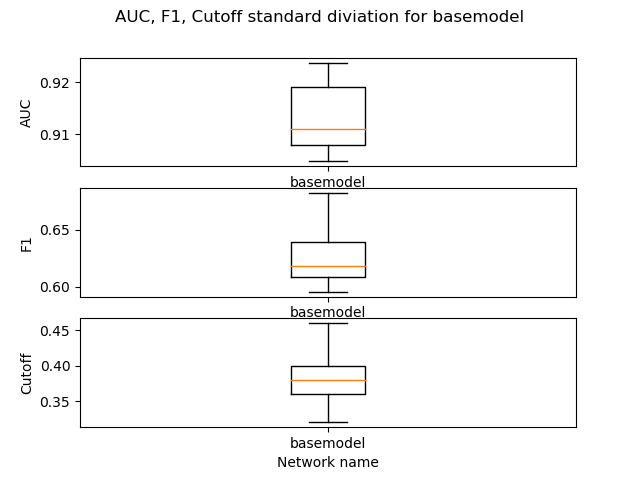 AUC, F1, Cutoff standard diviation for basemodel
0.92
0.91
AUC
basemodel
0.65
0.60
F1
basemodel
0.45
0.40
0.35
Cutoff
basemodel
Network name